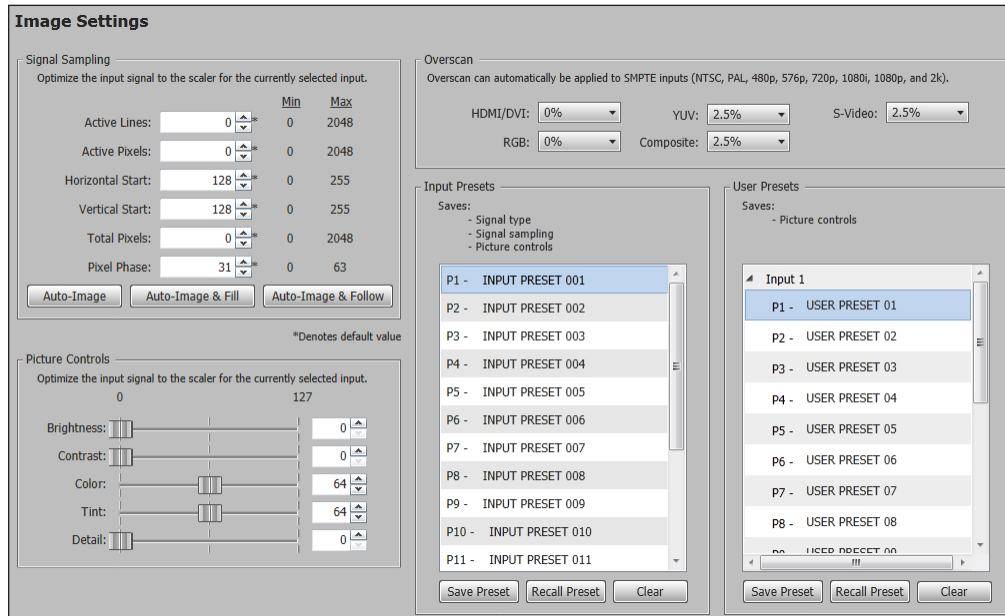 Image Settings
Signal Sampling
Optimize the input signal to the scaler for the currently selected input.
Min Max
Active Lines: 0 * 0 2048
Active Pixels: 0 * 0 2048
Horizontal Start: 128 * 0 255
Vertical Start: 128 * 0 255
Total Pixels: 0 * 0 2048
Pixel Phase: 31 * 0 63
Auto-Image Auto-Image & Fill Auto-Image & Follow
*Denotes default value
Picture Controls
Optimize the input signal to the scaler for the currently selected input.
0 127
Brightness: 0
Contrast: 0
Color: 64
Tint: 64
Detail: 0
Overscan
Overscan can automatically be applied to SMPTE inputs (NTSC, PAL, 480p, 576p, 720p, 1080i, 1080p, and 2k).
HDMI/DVI: 0% YUV: 2.5% S-Video: 2.5%
RGB: 0% Composite: 2.5%
Input Presets
Saves:
- Signal type
- Signal sampling
- Picture controls
P1 - INPUT PRESET 001
P2 - INPUT PRESET 002
P3 - INPUT PRESET 003
P4 - INPUT PRESET 004
P5 - INPUT PRESET 005
P6 - INPUT PRESET 006
P7 - INPUT PRESET 007
P8 - INPUT PRESET 008
P9 - INPUT PRESET 009
P10 - INPUT PRESET 010
P11 - INPUT PRESET 011
Save Preset Recall Preset Clear
User Presets
Saves:
- Picture controls
Input 1
P1 - USER PRESET 01
P2 - USER PRESET 02
P3 - USER PRESET 03
P4 - USER PRESET 04
P5 - USER PRESET 05
P6 - USER PRESET 06
P7 - USER PRESET 07
P8 - USER PRESET 08
P9 - USER PRESET 09
Save Preset Recall Preset Clear